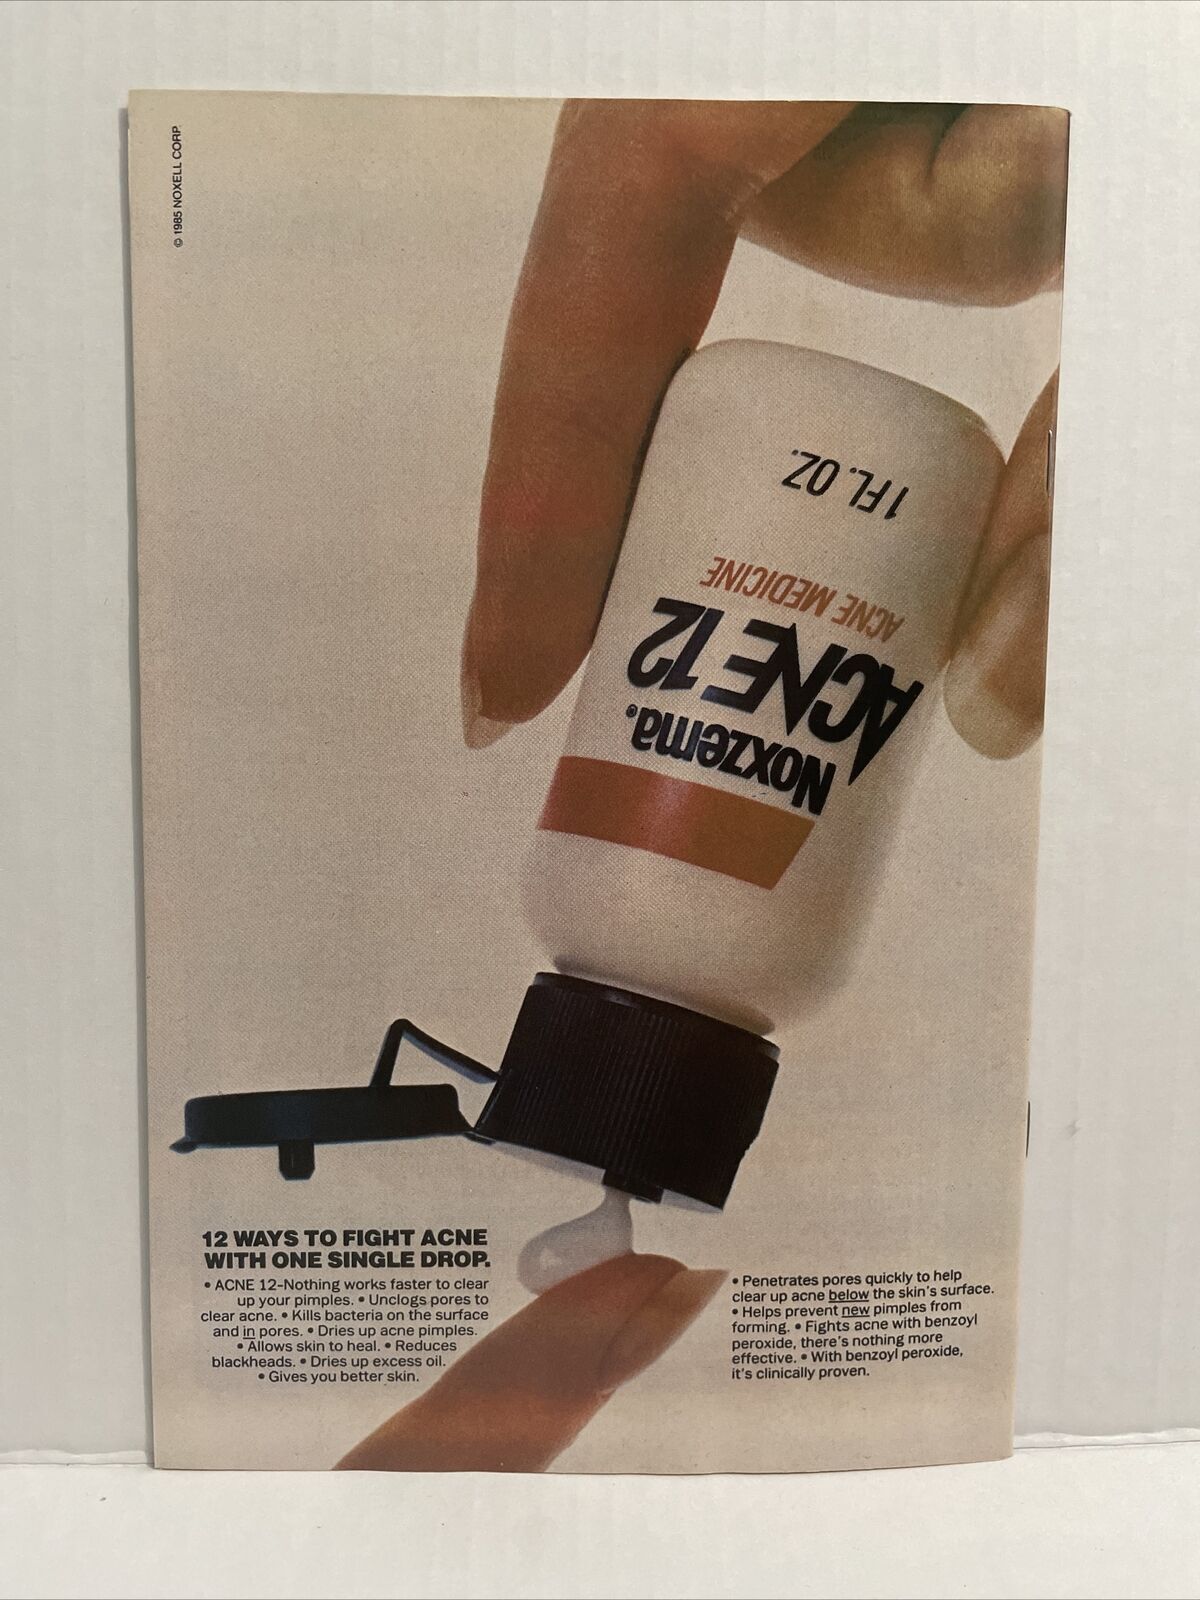 © 1985 NOXELL CORP
1 FL. OZ.
ACNE MEDICINE
ACNE 12
Noxzema®
12 WAYS TO FIGHT ACNE
WITH ONE SINGLE DROP.
• ACNE 12–Nothing works faster to clear
up your pimples. • Unclogs pores to
clear acne. • Kills bacteria on the surface
and in pores. • Dries up acne pimples.
• Allows skin to heal. • Reduces
blackheads. • Dries up excess oil.
• Gives you better skin.
• Penetrates pores quickly to help
clear up acne below the skin's surface.
• Helps prevent new pimples from
forming. • Fights acne with benzoyl
peroxide, there's nothing more
effective. • With benzoyl peroxide,
it's clinically proven.